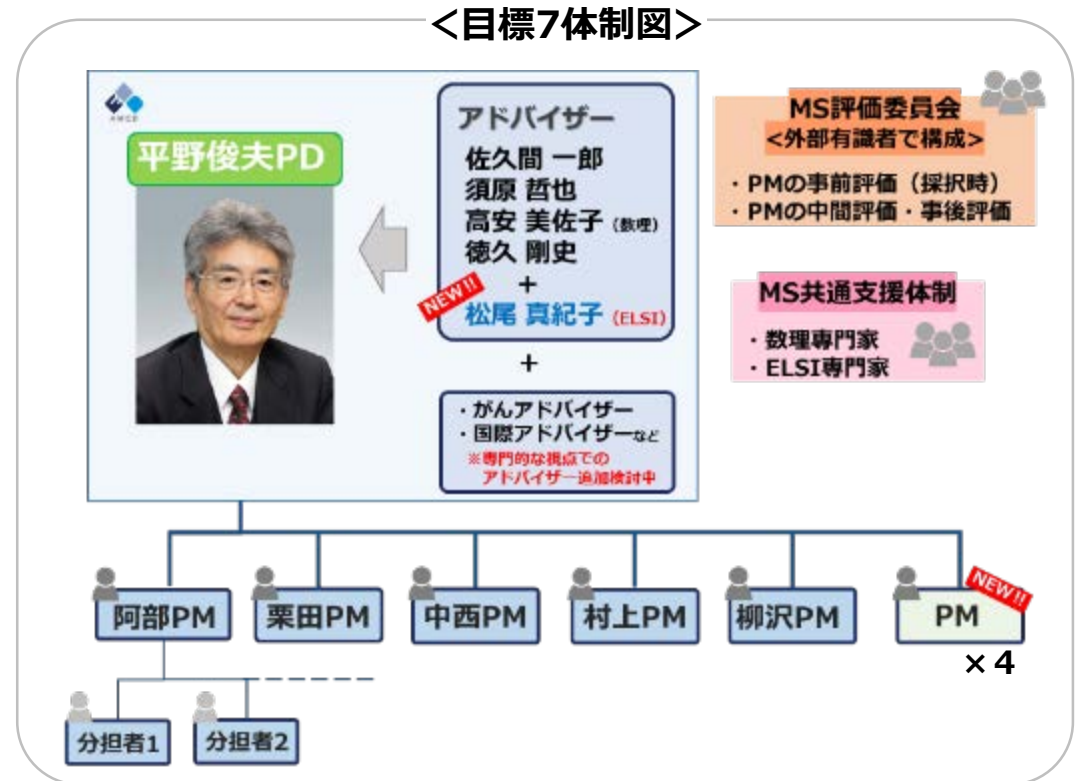 <目標7体制図>
AMED
平野俊夫PD
アドバイザー
佐久間 一郎
須原 哲也
高安 美佐子 (数理)
徳久 剛史
+
NEW!!
松尾 真紀子 (ELSI)
+
・がんアドバイザー
・国際アドバイザーなど
※専門的な視点での
アドバイザー追加検討中
MS評価委員会
<外部有識者で構成>
・PMの事前評価(採択時)
・PMの中間評価・事後評価
MS共通支援体制
・数理専門家
・ELSI専門家
阿部PM
栗田PM
中西PM
村上PM
柳沢PM
NEW!!
PM
×4
分担者1
分担者2